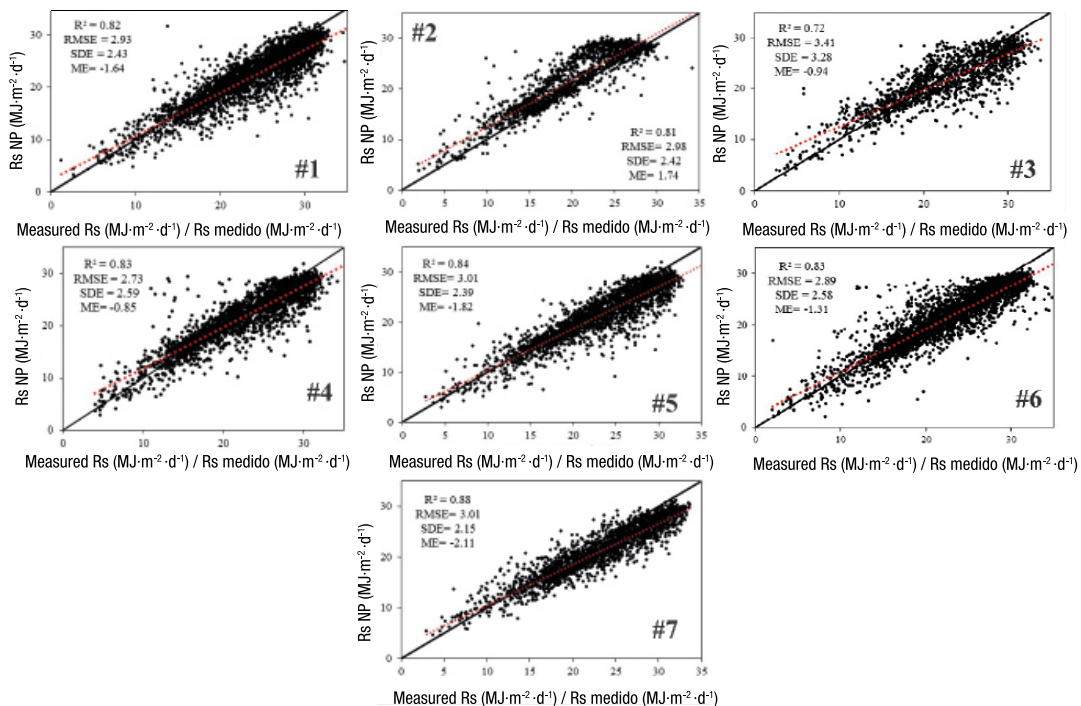 R² = 0.82
RMSE = 2.93
SDE = 2.43
ME= -1.64
#1
Rs NP (MJ·m⁻²·d⁻¹)
30
20
10
0
0
10
20
30
Measured Rs (MJ·m⁻²·d⁻¹) / Rs medido (MJ·m⁻²·d⁻¹)
#2
R² = 0.81
RMSE = 2.98
SDE = 2.42
ME = 1.74
Rs NP (MJ·m⁻²·d⁻¹)
30
20
10
0
0
5
10
15
20
25
30
35
Measured Rs (MJ·m⁻²·d⁻¹) / Rs medido (MJ·m⁻²·d⁻¹)
R² = 0.72
RMSE = 3.41
SDE = 3.28
ME = -0.94
#3
Rs NP (MJ·m⁻²·d⁻¹)
30
20
10
0
0
10
20
30
Measured Rs (MJ·m⁻²·d⁻¹) / Rs medido (MJ·m⁻²·d⁻¹)
R² = 0.83
RMSE = 2.73
SDE = 2.59
ME = -0.85
#4
Rs NP (MJ·m⁻²·d⁻¹)
30
20
10
0
0
10
20
30
Measured Rs (MJ·m⁻²·d⁻¹) / Rs medido (MJ·m⁻²·d⁻¹)
R² = 0.84
RMSE= 3.01
SDE = 2.39
ME = -1.82
#5
Rs NP (MJ·m⁻²·d⁻¹)
30
20
10
0
0
5
10
15
20
25
30
35
Measured Rs (MJ·m⁻²·d⁻¹) / Rs medido (MJ·m⁻²·d⁻¹)
R² = 0.83
RMSE = 2.89
SDE = 2.58
ME = -1.31
#6
Rs NP (MJ·m⁻²·d⁻¹)
30
20
10
0
0
10
20
30
Measured Rs (MJ·m⁻²·d⁻¹) / Rs medido (MJ·m⁻²·d⁻¹)
R² = 0.88
RMSE= 3.01
SDE = 2.15
ME= -2.11
#7
Rs NP (MJ·m⁻²·d⁻¹)
30
20
10
0
0
5
10
15
20
25
30
35
Measured Rs (MJ·m⁻²·d⁻¹) / Rs medido (MJ·m⁻²·d⁻¹)